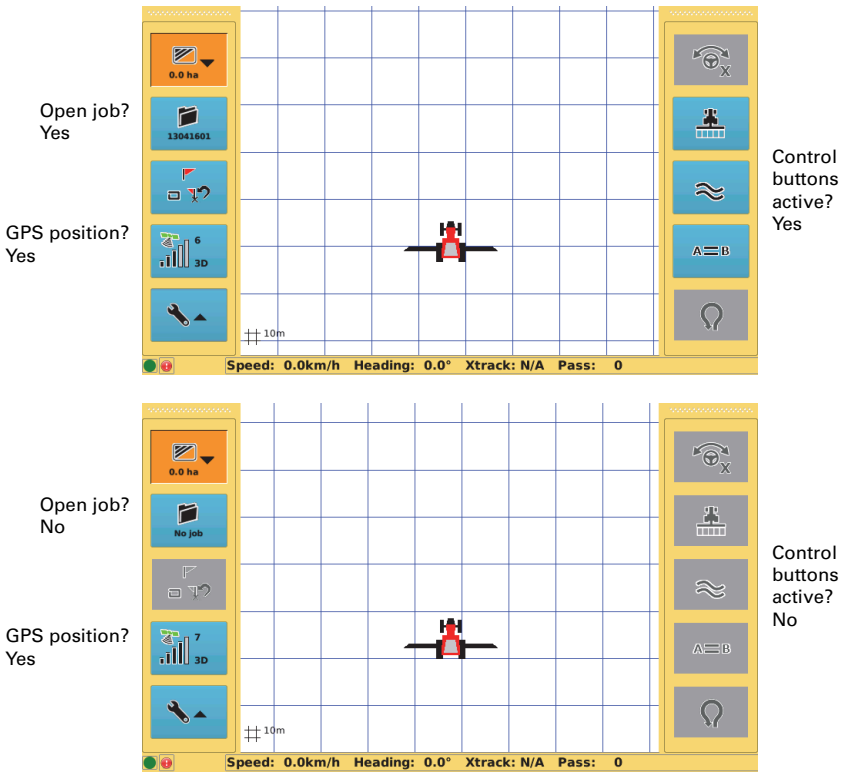 0.0 ha
Open job?
Yes
13041601
X
GPS position?
Yes
6
3D
A B
Control
buttons
active?
Yes
10m
Speed: 0.0km/h Heading: 0.0° Xtrack: N/A Pass: 0
0.0 ha
Open job?
No
No job
X
GPS position?
Yes
7
3D
A B
Control
buttons
active?
No
10m
Speed: 0.0km/h Heading: 0.0° Xtrack: N/A Pass: 0